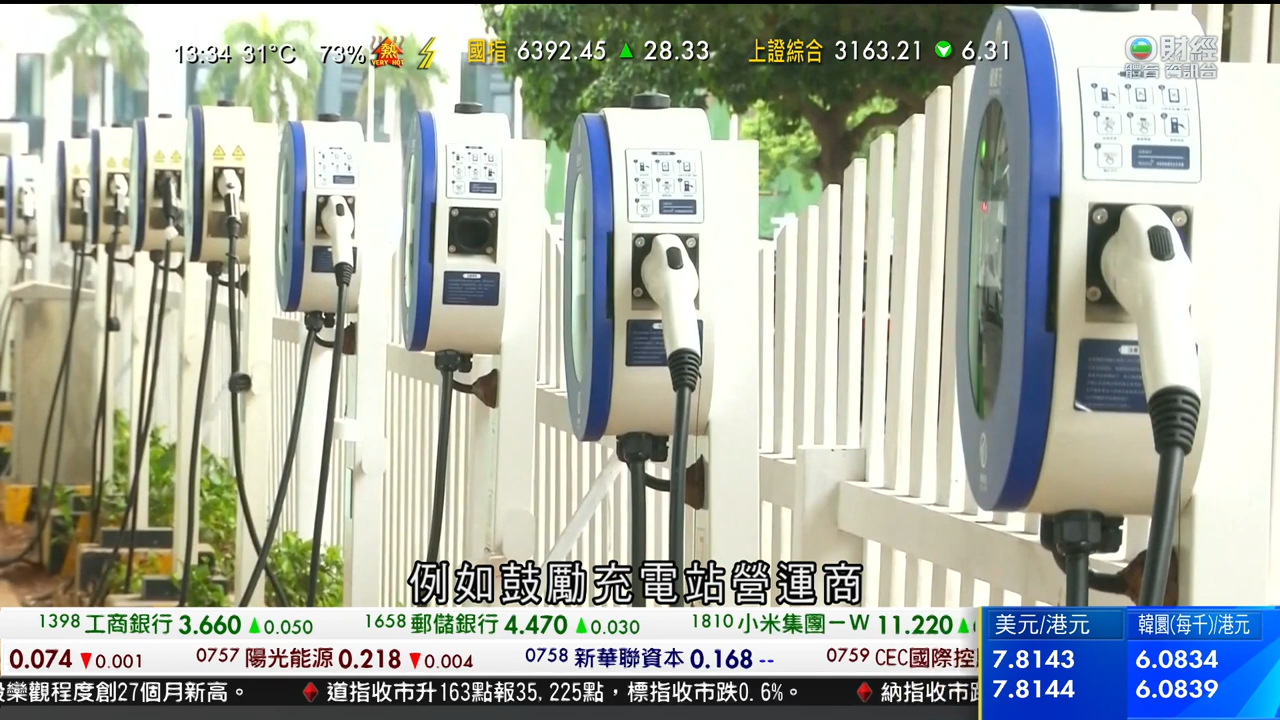 13:34 31°C 73% 熱 VERY HOT 國指 6392.45 ▲ 28.33 上證綜合 3163.21 ▼ 6.31
財經
體育 資訊台
例如鼓勵充電站營運商
1398 工商銀行 3.660 ▲0.050 1658 郵儲銀行 4.470 ▲0.030 1810 小米集團－W 11.220 ▲
0.074 ▼0.001 0757 陽光能源 0.218 ▼0.004 0758 新華聯資本 0.168 -- 0759 CEC國際控
樂觀程度創27個月新高。 道指收市升163點報35,225點，標指收市跌0.6%。 納指收市跌
美元/港元 韓圜(每千)/港元
7.8143 6.0834
7.8144 6.0839